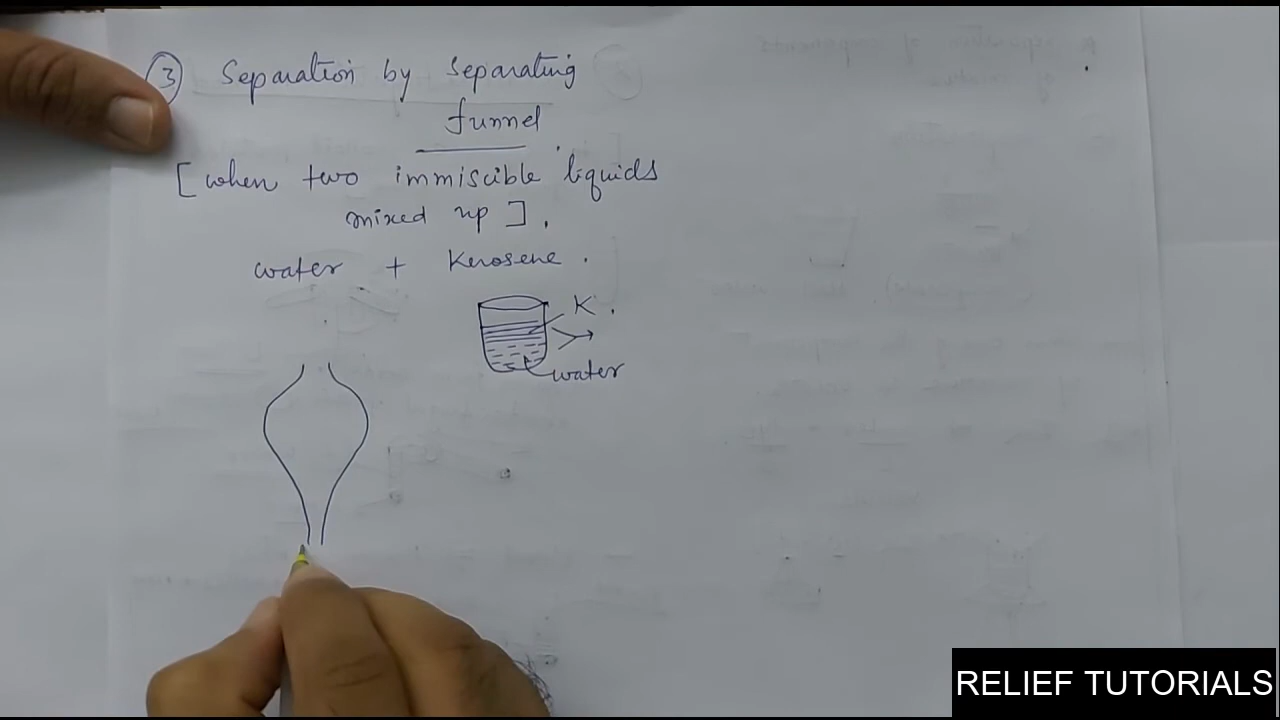 3 Separation by separating
funnel
[when two immiscible liquids
mixed up].
water + Kerosene.
K.
water
RELIEF TUTORIALS